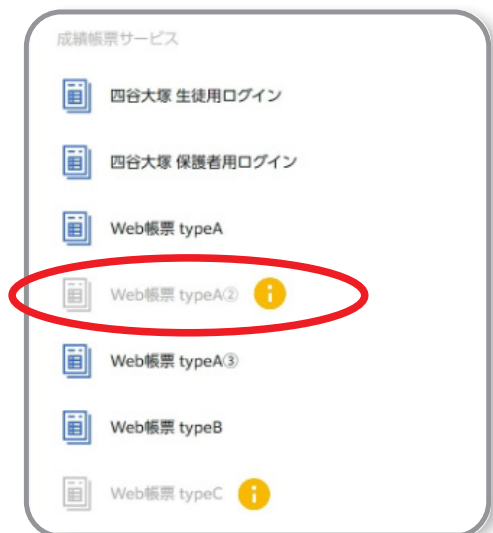 成績帳票サービス
四谷大塚 生徒用ログイン
四谷大塚 保護者用ログイン
Web帳票 typeA
Web帳票 typeA②
Web帳票 typeA③
Web帳票 typeB
Web帳票 typeC